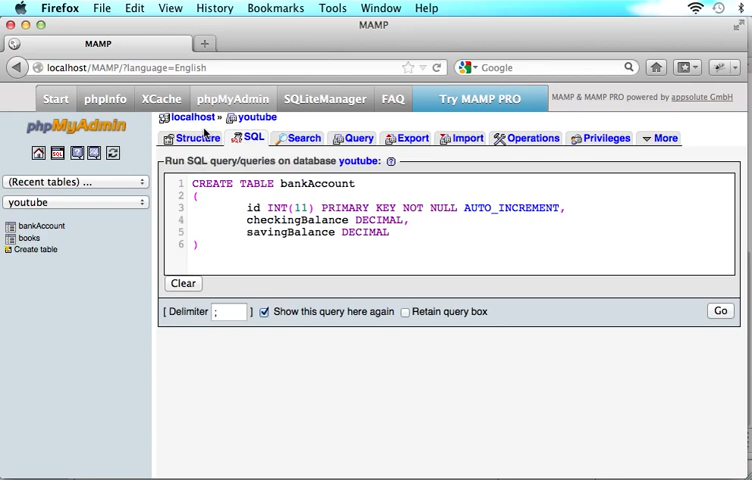 Firefox File Edit View History Bookmarks Tools Window Help
MAMP
MAMP +
localhost/MAMP/?language=English
Google
Start phpInfo XCache phpMyAdmin SQLiteManager FAQ Try MAMP PRO
MAMP & MAMP PRO powered by appsolute GmbH
phpMyAdmin
localhost » youtube
Structure SQL Search Query Export Import Operations Privileges More
SQL
(Recent tables) ...
youtube
bankAccount
books
Create table
Run SQL query/queries on database youtube:
1 CREATE TABLE bankAccount
2 (
3 id INT(11) PRIMARY KEY NOT NULL AUTO_INCREMENT,
4 checkingBalance DECIMAL,
5 savingBalance DECIMAL
6 )
Clear
[ Delimiter ; ] Show this query here again Retain query box
Go